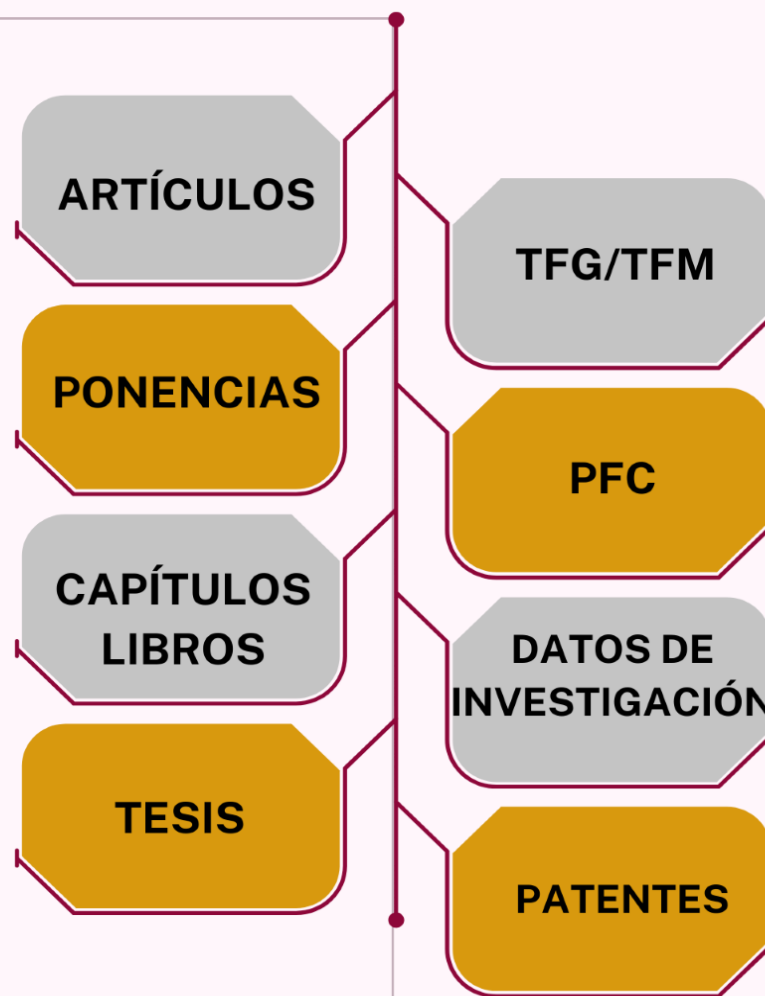 ARTÍCULOS
TFG/TFM
PONENCIAS
PFC
CAPÍTULOS
LIBROS
DATOS DE
INVESTIGACIÓN
TESIS
PATENTES